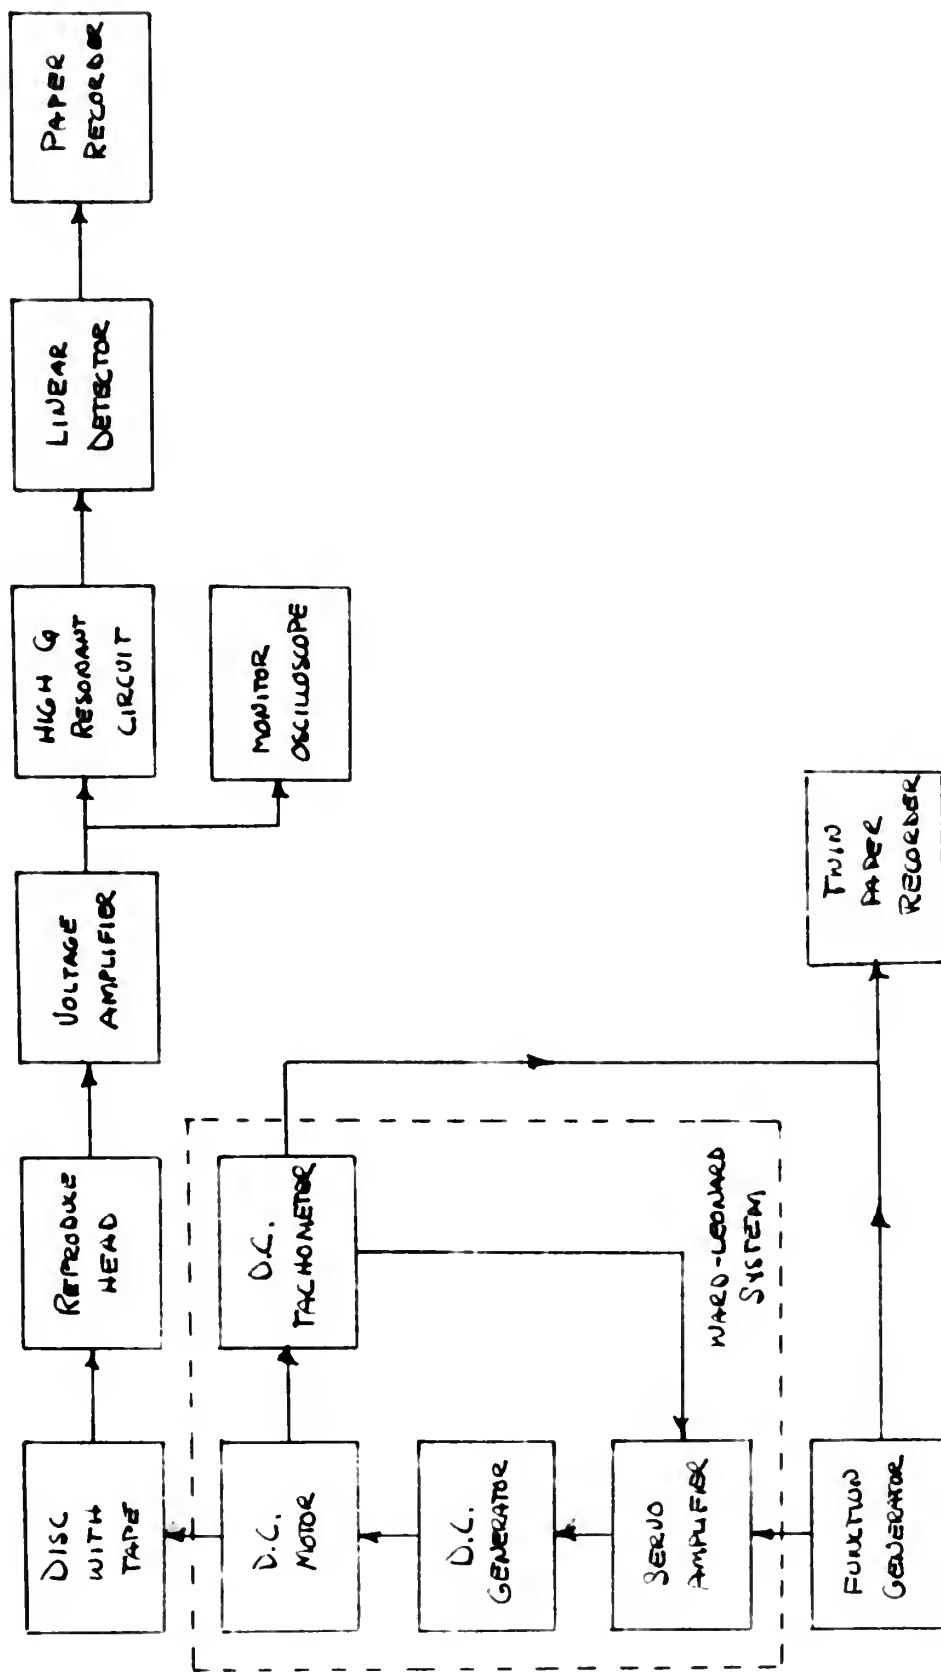 DISC
WITH
TAPE
REPRODUCE
HEAD
VOLTAGE
AMPLIFIER
HIGH Q
RESONANT
CIRCUIT
LINEAR
DETECTOR
PAPER
RECORDER
MONITOR
OSCILLOSCOPE
D.C.
MOTOR
D.C.
TACHOMETER
D.C.
GENERATOR
SERVO
AMPLIFIER
WARD-LEONARD
SYSTEM
FUNCTION
GENERATOR
TWIN
PAPER
RECORDER